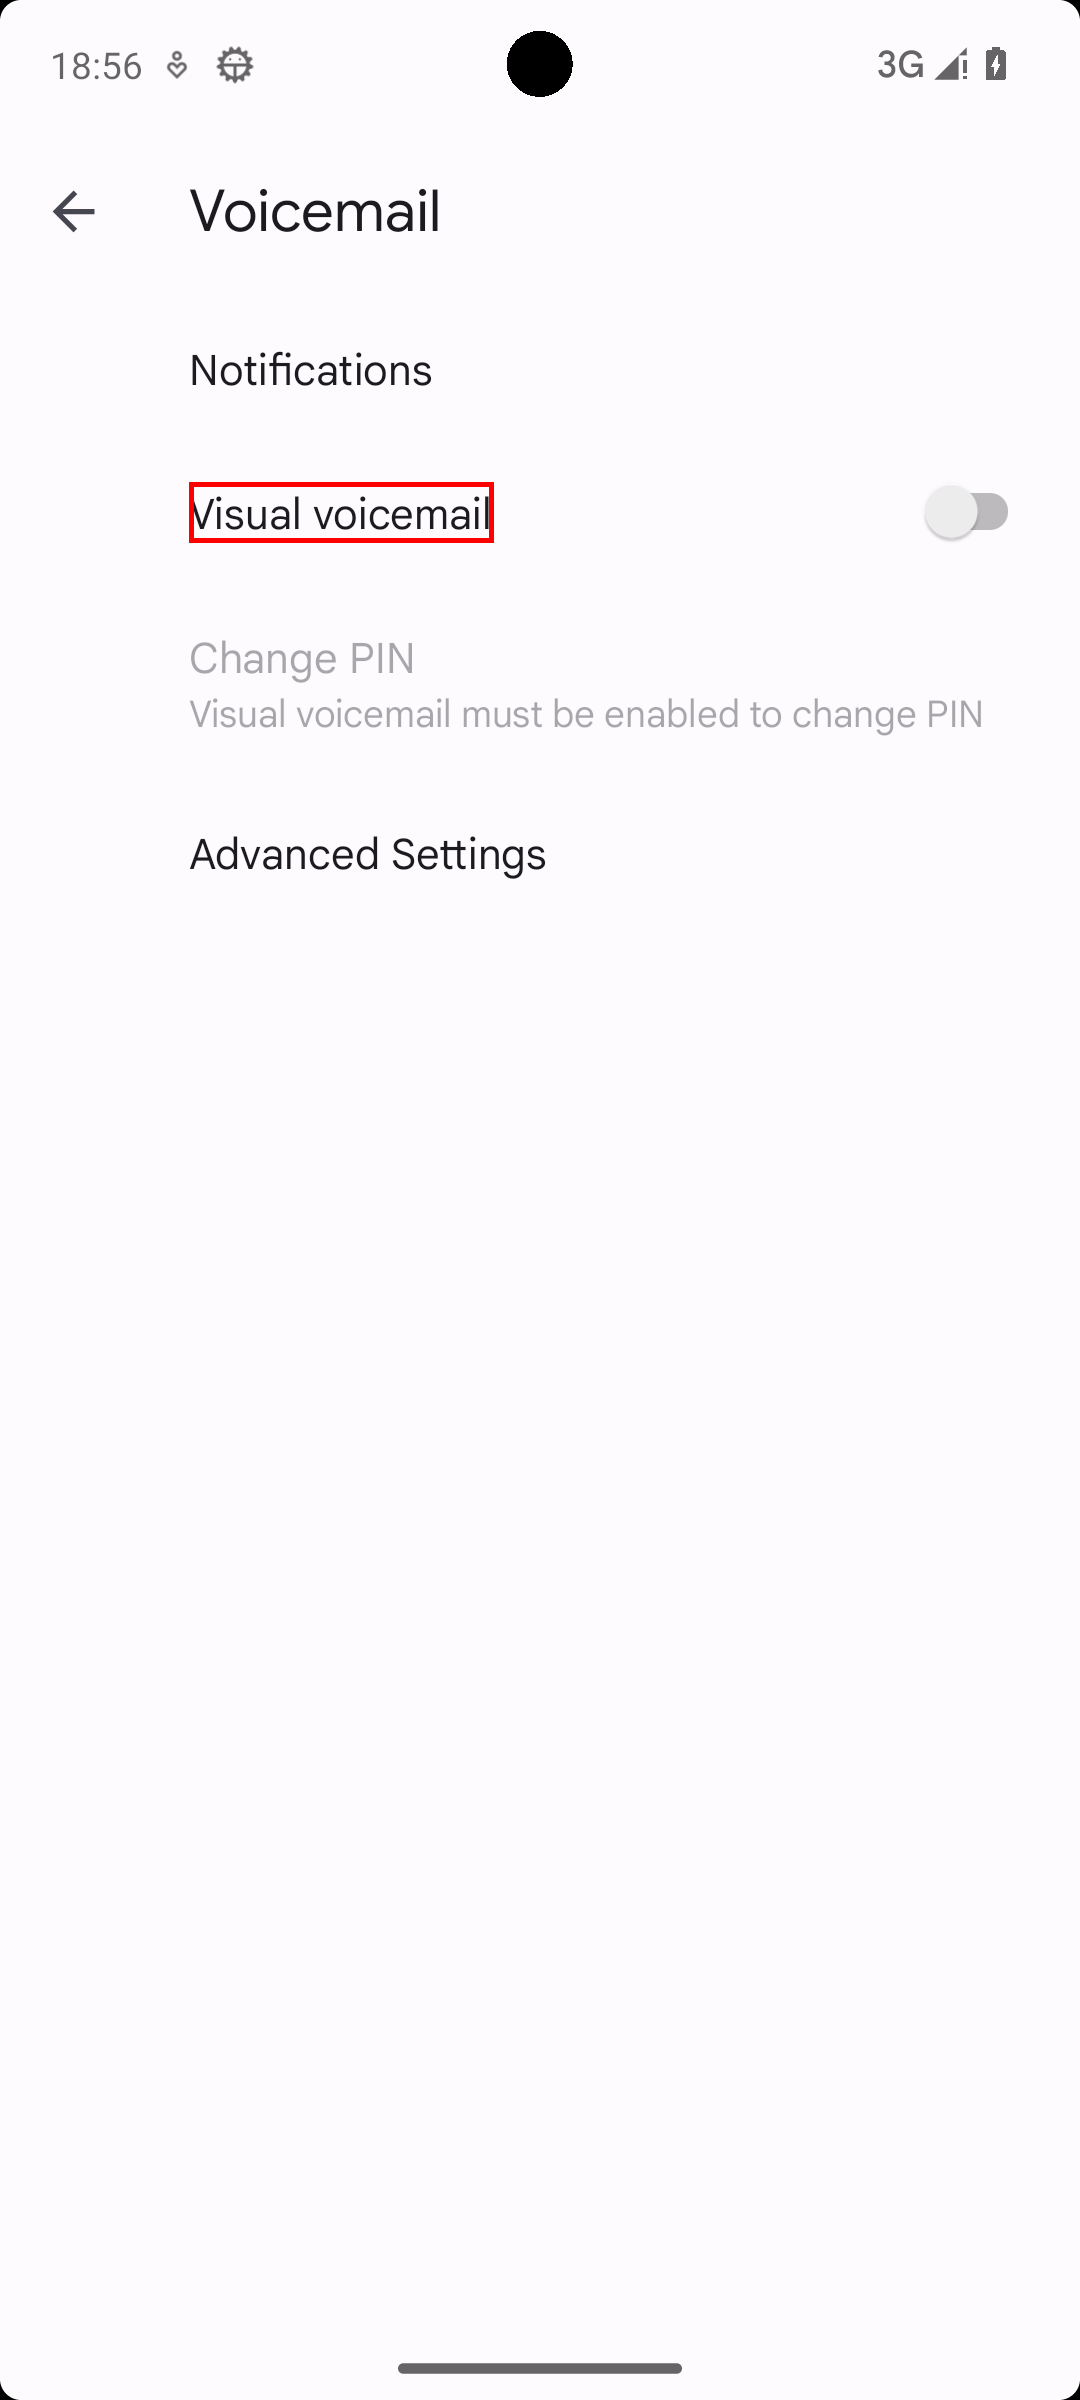 18:56 3G
Voicemail
Notifications
Visual voicemail
Change PIN
Visual voicemail must be enabled to change PIN
Advanced Settings